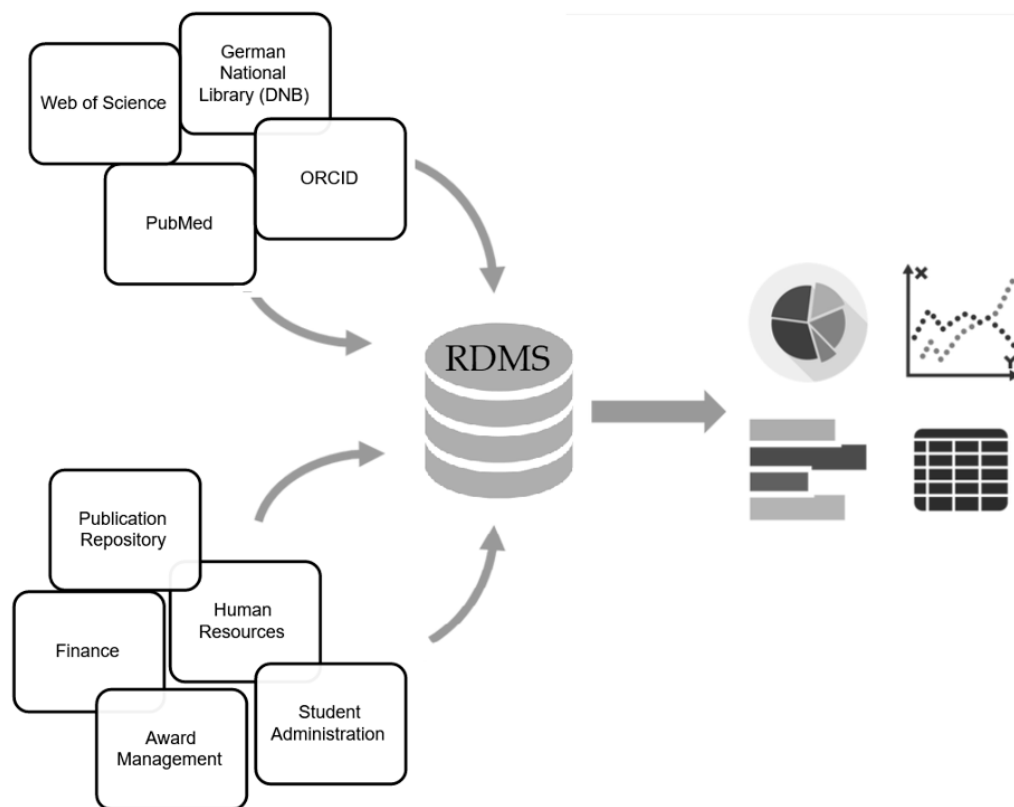 German
National
Library (DNB)
Web of Science
ORCID
PubMed
RDMS
X
Y
Publication
Repository
Human
Resources
Finance
Student
Administration
Award
Management